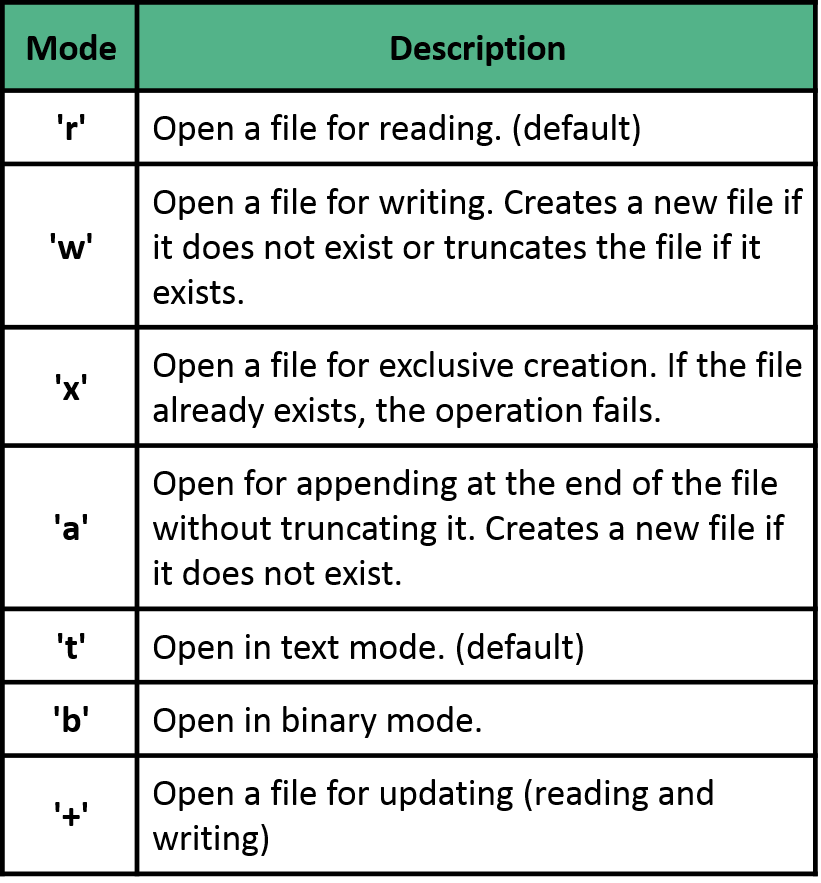 Mode Description
'r' Open a file for reading. (default)
'w' Open a file for writing. Creates a new file if
it does not exist or truncates the file if it
exists.
'x' Open a file for exclusive creation. If the file
already exists, the operation fails.
'a' Open for appending at the end of the file
without truncating it. Creates a new file if
it does not exist.
't' Open in text mode. (default)
'b' Open in binary mode.
'+' Open a file for updating (reading and
writing)